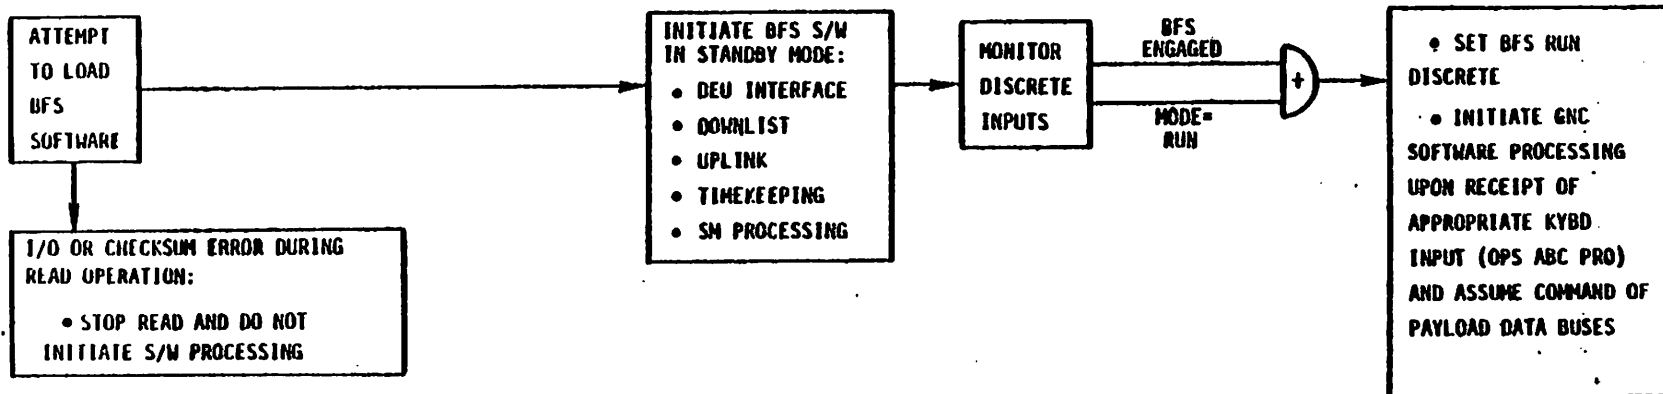 ATTEMPT
TO LOAD
BFS
SOFTWARE
I/O OR CHECKSUM ERROR DURING
READ OPERATION:
• STOP READ AND DO NOT
INITIATE S/W PROCESSING
INITIATE BFS S/W
IN STANDBY MODE:
• DEU INTERFACE
• DOWNLIST
• UPLINK
• TIMEKEEPING
• SM PROCESSING
MONITOR
DISCRETE
INPUTS
BFS
ENGAGED
MODE=
RUN
+
• SET BFS RUN
DISCRETE
• INITIATE GNC
SOFTWARE PROCESSING
UPON RECEIPT OF
APPROPRIATE KYBD
INPUT (OPS ABC PRO)
AND ASSUME COMMAND OF
PAYLOAD DATA BUSES